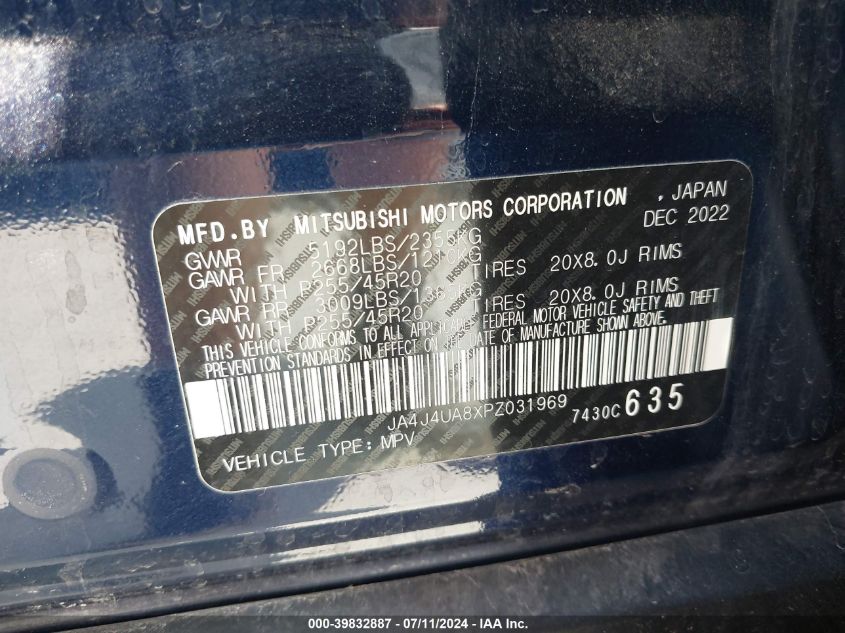 MFD.BY MITSUBISHI MOTORS CORPORATION , JAPAN
DEC 2022
GVWR 5192LBS/2355KG
GAWR FR 2668LBS/1210KG TIRES 20X8.0J RIMS
WITH P255/45R20
GAWR RR 3009LBS/ TIRES 20X8.0J RIMS
WITH P255/45R20
THIS VEHICLE CONFORMS TO ALL APPLICABLE FEDERAL MOTOR VEHICLE SAFETY AND THEFT
PREVENTION STANDARDS IN EFFECT ON THE DATE OF MANUFACTURE SHOWN ABOVE.
JA4J4UA8XPZ031969 7430C 635
VEHICLE TYPE: MPV
000-39832887 - 07/11/2024 - © IAA Inc.